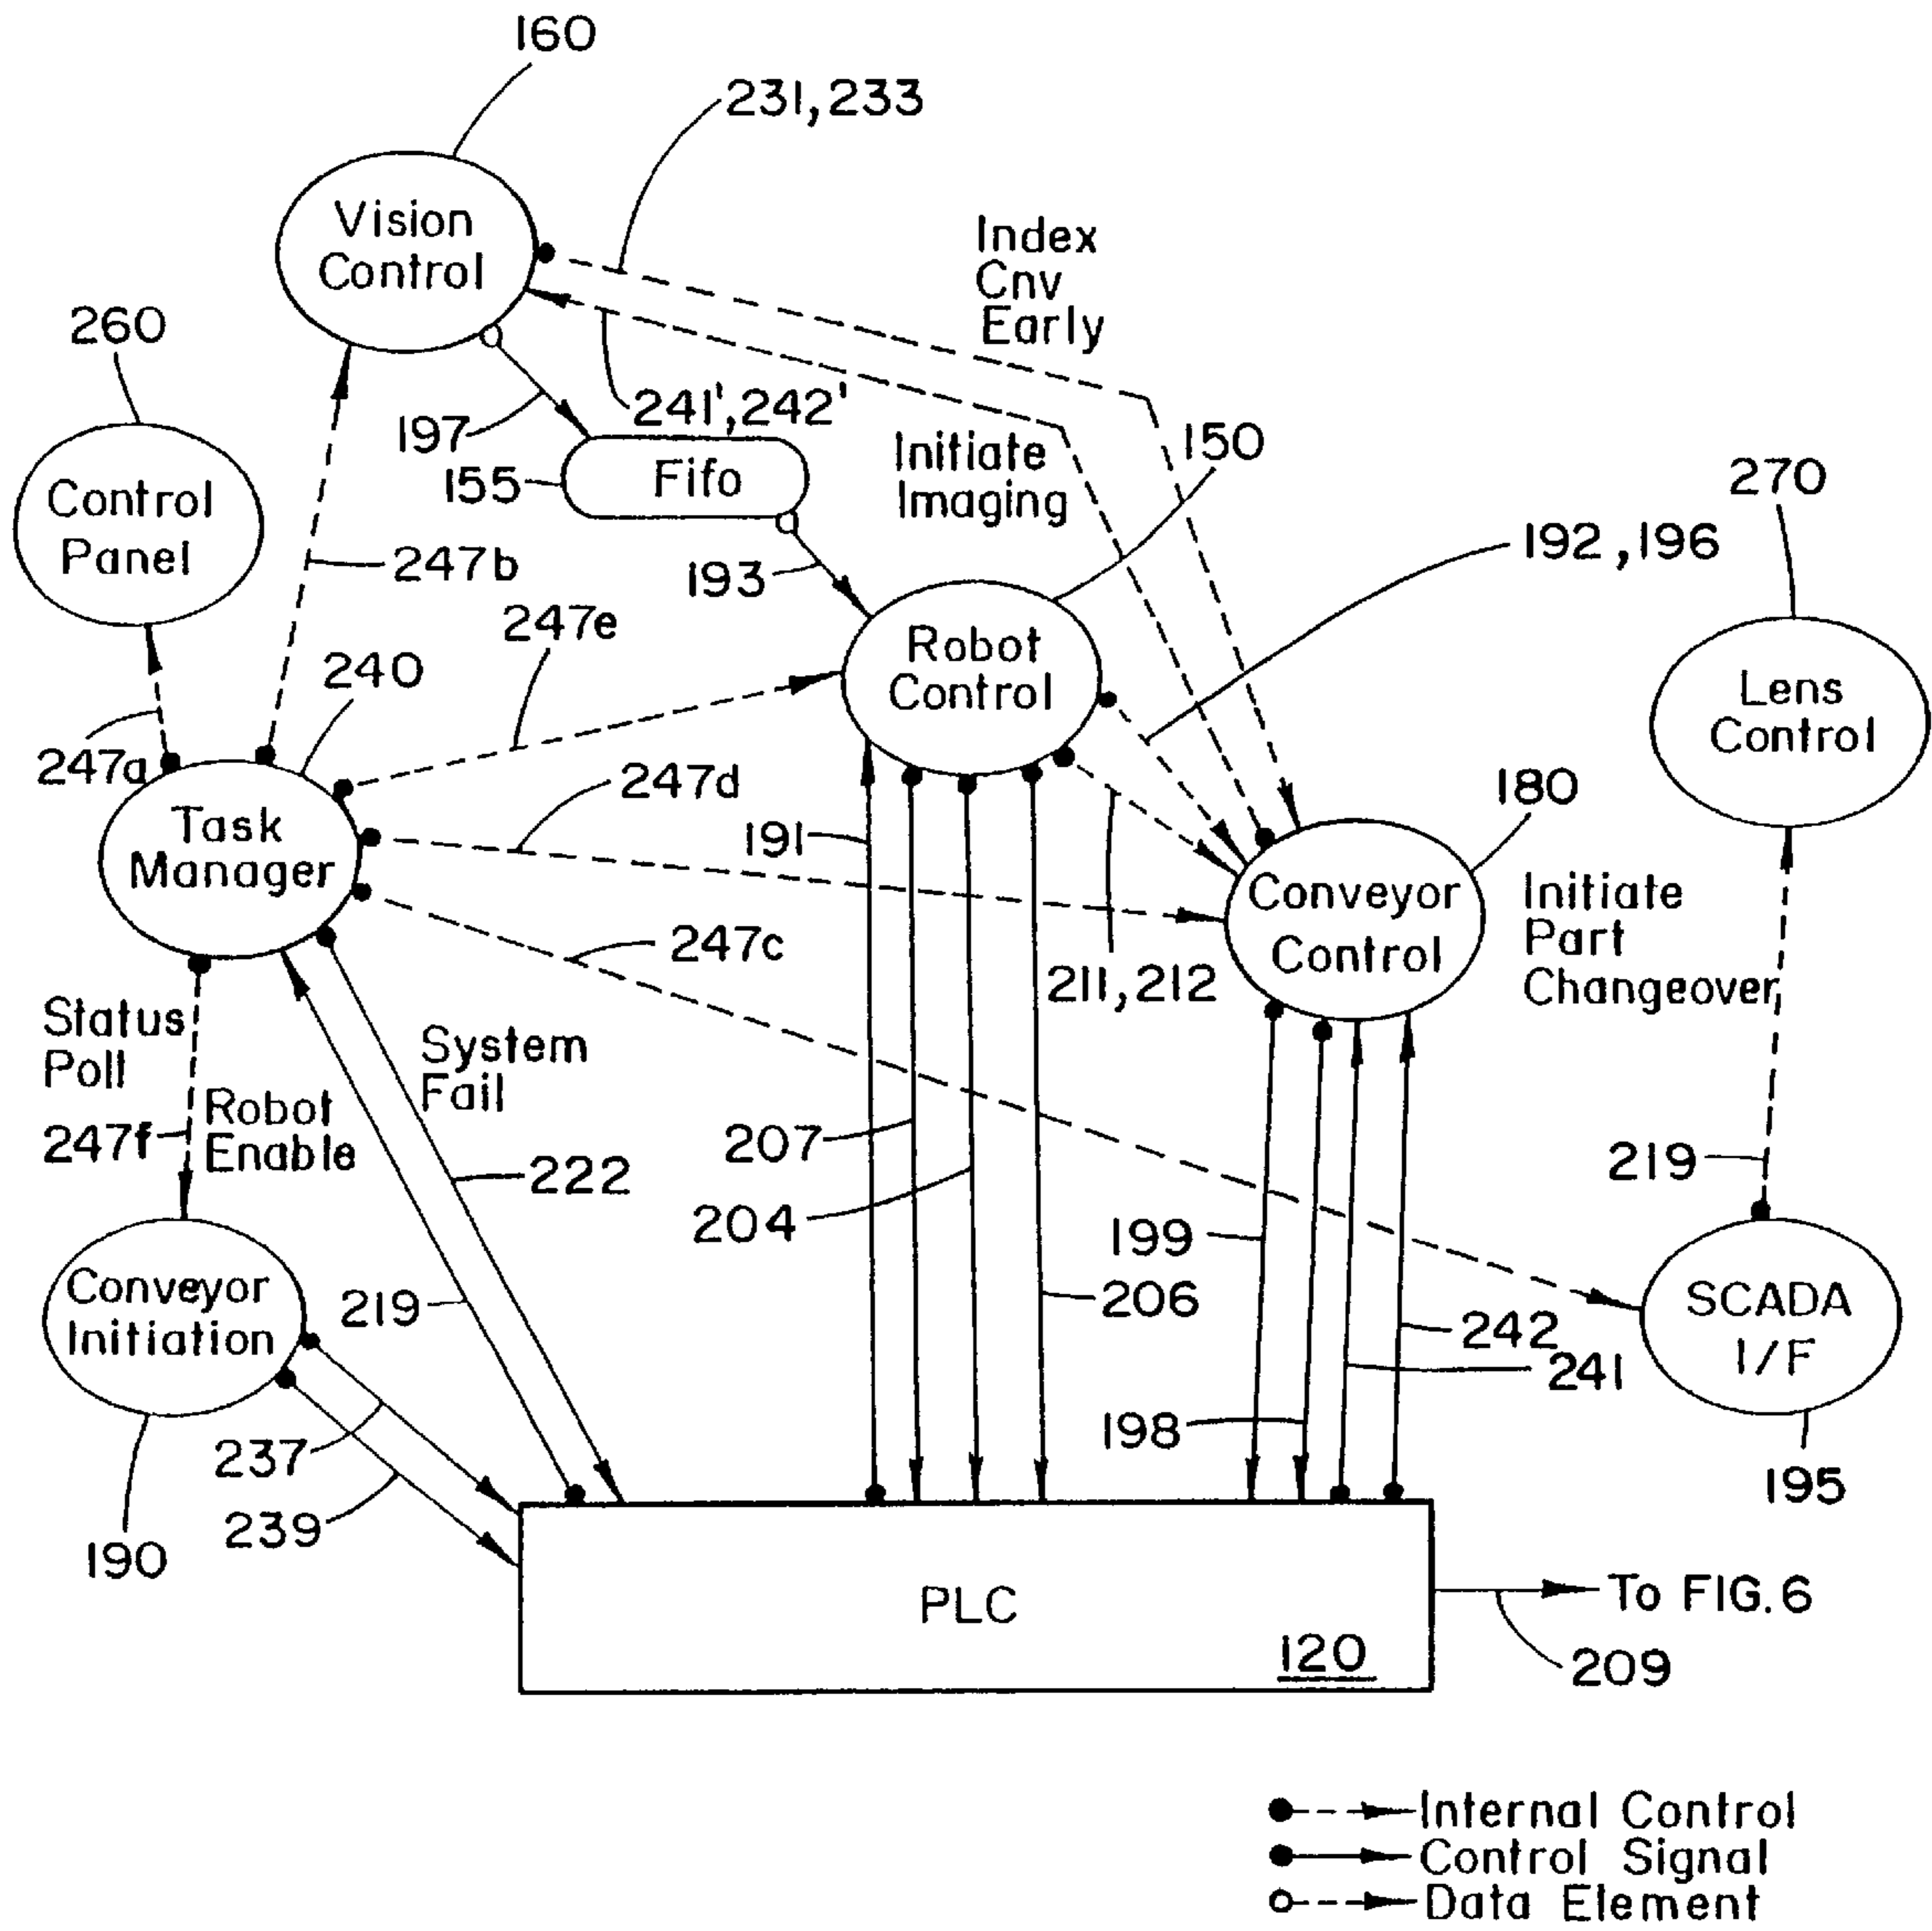 160
231,233
Vision
Control
Index
Cnv
Early
260
241',242'
197
Initiate
Imaging
150
155
Fifo
270
Control
Panel
247b
193
192,196
247e
Robot
Control
240
Lens
Control
247a
247d
180
Task
Manager
191
Conveyor
Control
Initiate
Part
Changeover
247c
211,212
Status
Poll
System
Fail
247f
Robot
Enable
207
222
219
204
199
Conveyor
Initiation
219
206
SCADA
I/F
242
241
237
198
195
239
190
PLC
120
To FIG.6
209
Internal Control
Control Signal
Data Element